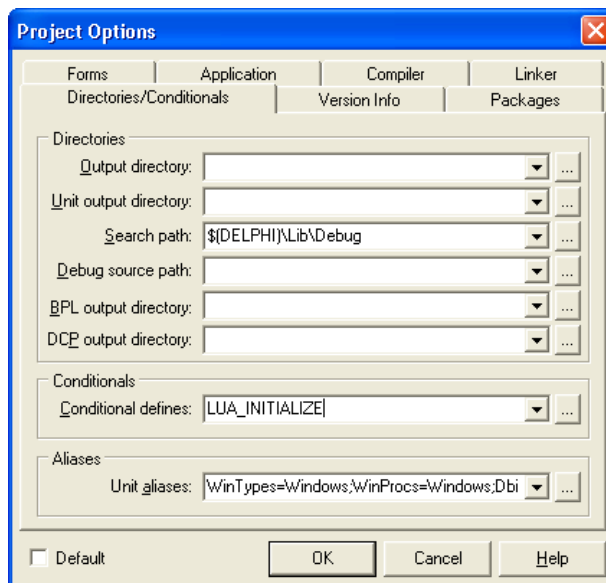 Project Options
Forms Application Compiler Linker
Directories/Conditionals Version Info Packages
Directories
Output directory: ...
Unit output directory: ...
Search path: $(DELPHI)\Lib\Debug ...
Debug source path: ...
BPL output directory: ...
DCP output directory: ...
Conditionals
Conditional defines: LUA_INITIALIZE ...
Aliases
Unit aliases: WinTypes=Windows;WinProcs=Windows;Dbi ...
Default OK Cancel Help